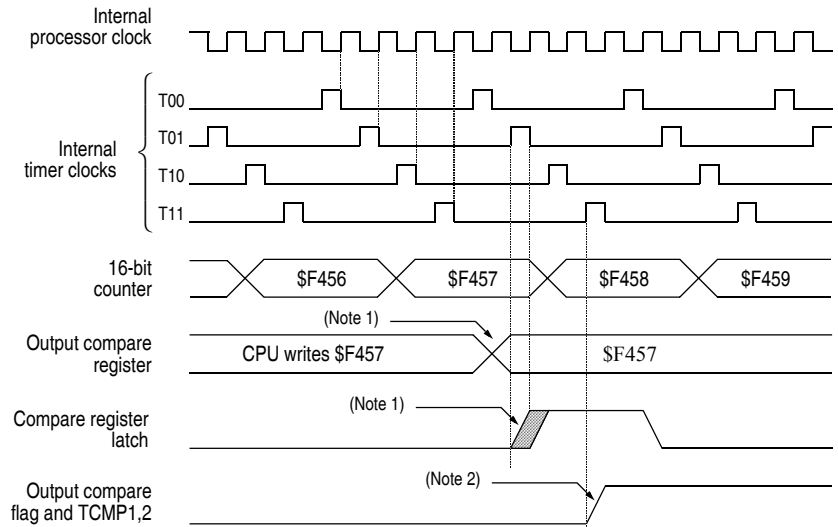 Internal
processor clock
T00
T01
Internal
timer clocks
T10
T11
16-bit
counter
$F456
$F457
$F458
$F459
(Note 1)
Output compare
register
CPU writes $F457
$F457
(Note 1)
Compare register
latch
(Note 2)
Output compare
flag and TCMP1,2